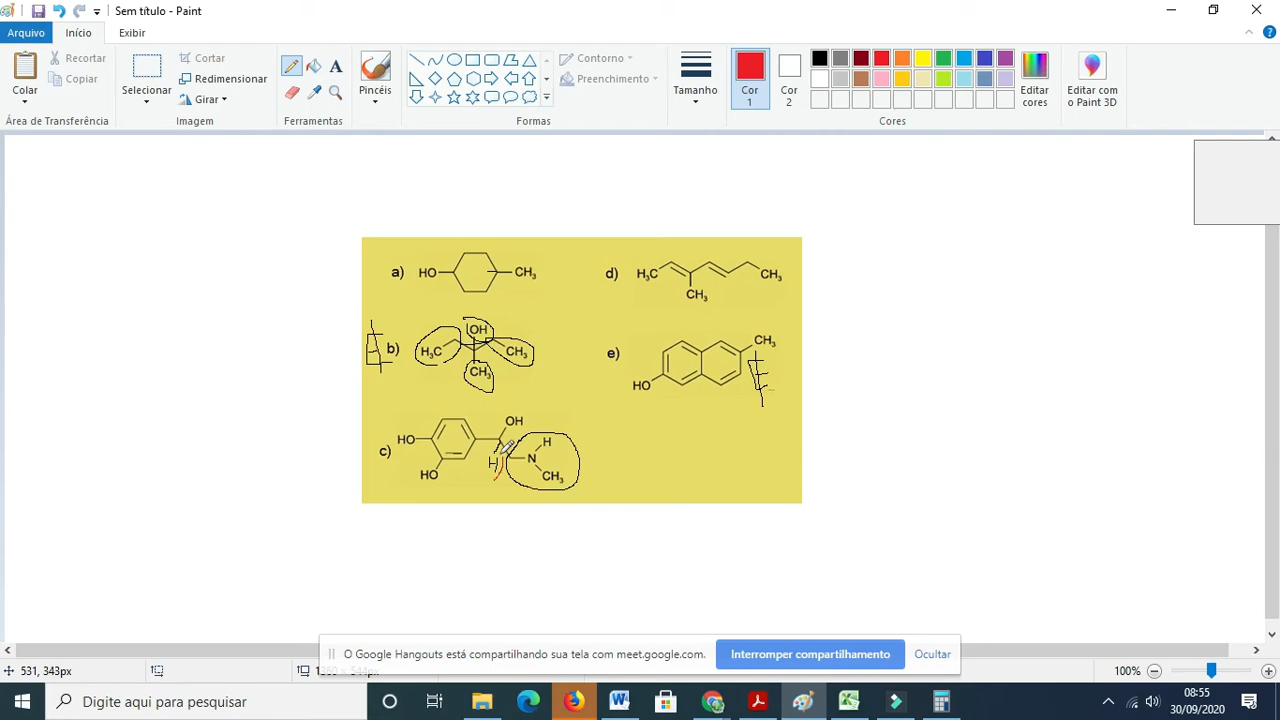 Sem título - Paint
Arquivo
Início
Exibir
Colar
Recortar
Copiar
Área de Transferência
Selecionar
Cortar
Redimensionar
Girar
Imagem
A
Ferramentas
Pincéis
Contorno
Preenchimento
Formas
Tamanho
Cor
1
Cor
2
Editar
cores
Cores
Editar com
o Paint 3D
a) HO CH3
d) H3C CH3
CH3
b) OH
H3C CH3
CH3
e) CH3
HO
c) HO OH
HO
H
H
N
CH3
O Google Hangouts está compartilhando sua tela com meet.google.com.
Interromper compartilhamento
Ocultar
531, 343px
1360 × 544px
100%
Digite aqui para pesquisar
08:55
30/09/2020